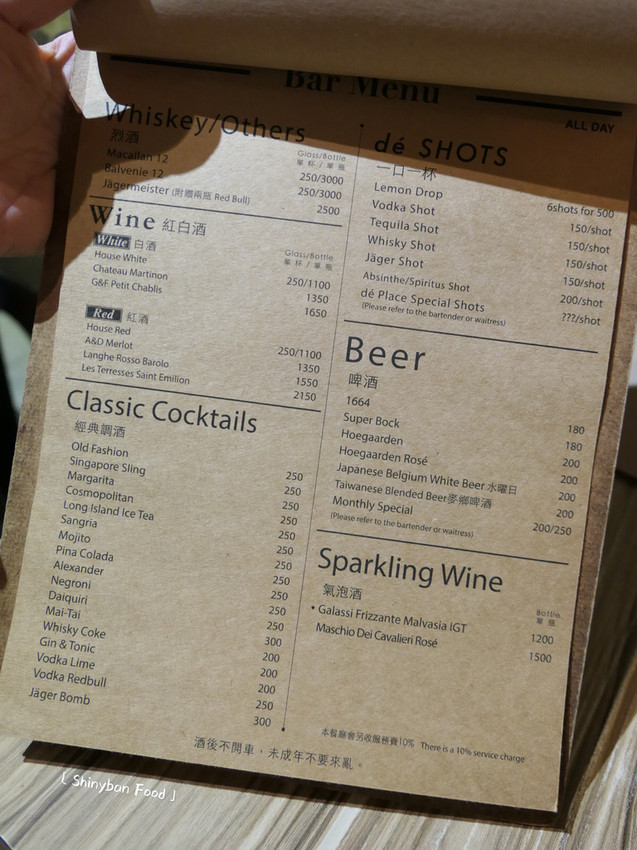 Bar Menu
ALL DAY
Whiskey/Others
烈酒
Glass/Bottle
單杯/單瓶
Macallan 12 250/3000
Balvenie 12 250/3000
Jägermeister (附贈兩瓶 Red Bull) 2500
Wine 紅白酒
White 白酒
Glass/Bottle
單杯/單瓶
House White 250/1100
Chateau Martinon 1350
G&F Petit Chablis 1650
Red 紅酒
House Red 250/1100
A&D Merlot 1350
Langhe Rosso Barolo 1550
Les Terresses Saint Emilion 2150
Classic Cocktails
經典調酒
Old Fashion 250
Singapore Sling 250
Margarita 250
Cosmopolitan 250
Long Island Ice Tea 250
Sangria 250
Mojito 250
Pina Colada 250
Alexander 250
Negroni 250
Daiquiri 250
Mai-Tai 300
Whisky Coke 200
Gin & Tonic 200
Vodka Lime 200
Vodka Redbull 250
Jäger Bomb 300
dé SHOTS
一口一杯
Lemon Drop 6shots for 500
Vodka Shot 150/shot
Tequila Shot 150/shot
Whisky Shot 150/shot
Jäger Shot 150/shot
Absinthe/Spiritus Shot 200/shot
dé Place Special Shots ???/shot
(Please refer to the bartender or waitress)
Beer
啤酒
1664 180
Super Bock 180
Hoegaarden 200
Hoegaarden Rosé 200
Japanese Belgium White Beer 水曜日 200
Taiwanese Blended Beer麥鄉啤酒 200
Monthly Special 200/250
(Please refer to the bartender or waitress)
Sparkling Wine
氣泡酒
Bottle
單瓶
• Galassi Frizzante Malvasia IGT 1200
Maschio Dei Cavalieri Rosé 1500
本餐廳會另收服務費10% There is a 10% service charge
酒後不開車，未成年不要來亂。
[ Shinyban Food ]